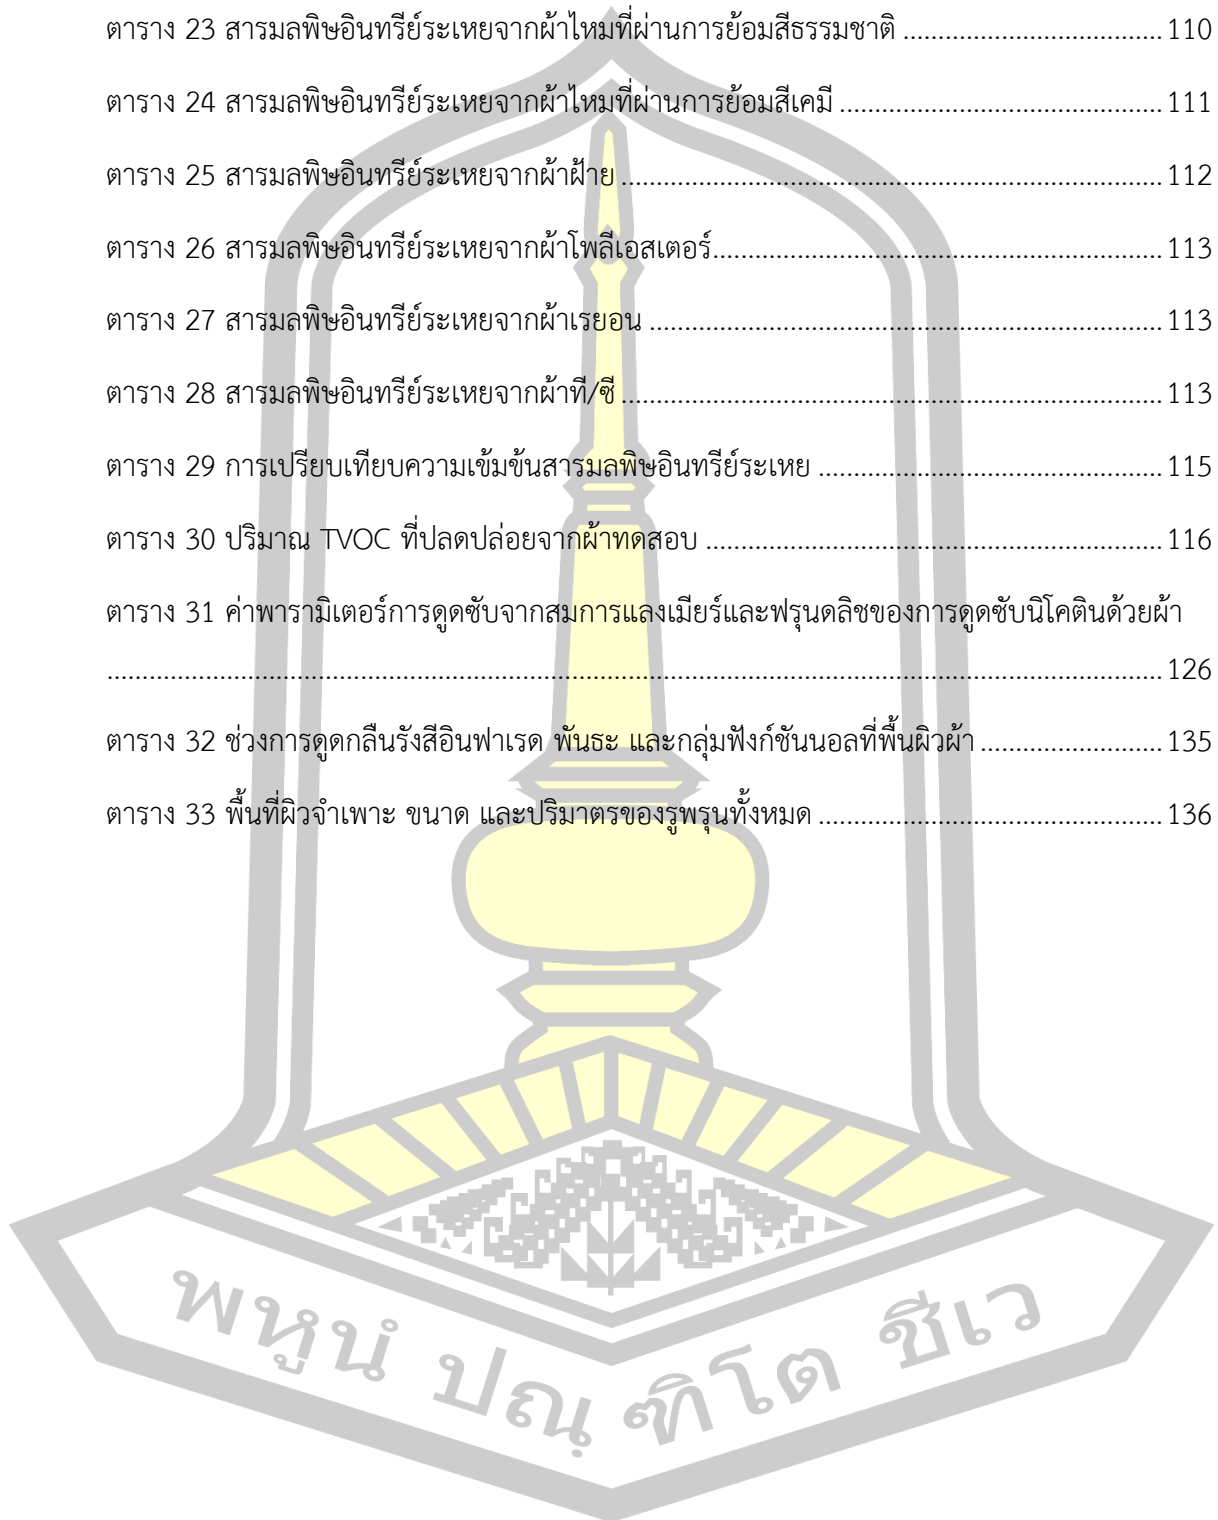 ตาราง 23 สารมลพิษอินทรีย์ระเหยจากผ้าไหมที่ผ่านการย้อมสีธรรมชาติ ..................................... 110
ตาราง 24 สารมลพิษอินทรีย์ระเหยจากผ้าไหมที่ผ่านการย้อมสีเคมี .............................................. 111
ตาราง 25 สารมลพิษอินทรีย์ระเหยจากผ้าฝ้าย ............................................................................. 112
ตาราง 26 สารมลพิษอินทรีย์ระเหยจากผ้าโพลีเอสเตอร์................................................................ 113
ตาราง 27 สารมลพิษอินทรีย์ระเหยจากผ้าเรยอน ......................................................................... 113
ตาราง 28 สารมลพิษอินทรีย์ระเหยจากผ้าที/ซี ............................................................................. 113
ตาราง 29 การเปรียบเทียบความเข้มข้นสารมลพิษอินทรีย์ระเหย ................................................. 115
ตาราง 30 ปริมาณ TVOC ที่ปลดปล่อยจากผ้าทดสอบ ................................................................. 116
ตาราง 31 ค่าพารามิเตอร์การดูดซับจากสมการแลงเมียร์และฟรุนดลิชของการดูดซับนิโคตินด้วยผ้า
....................................................................................................................................................... 126
ตาราง 32 ช่วงการดูดกลืนรังสีอินฟาเรด พันธะ และกลุ่มฟังก์ชันนอลที่พื้นผิวผ้า .......................... 135
ตาราง 33 พื้นที่ผิวจำเพาะ ขนาด และปริมาตรของรูพรุนทั้งหมด ................................................. 136
พหูนํ ปณฺฑิโต ชีเว